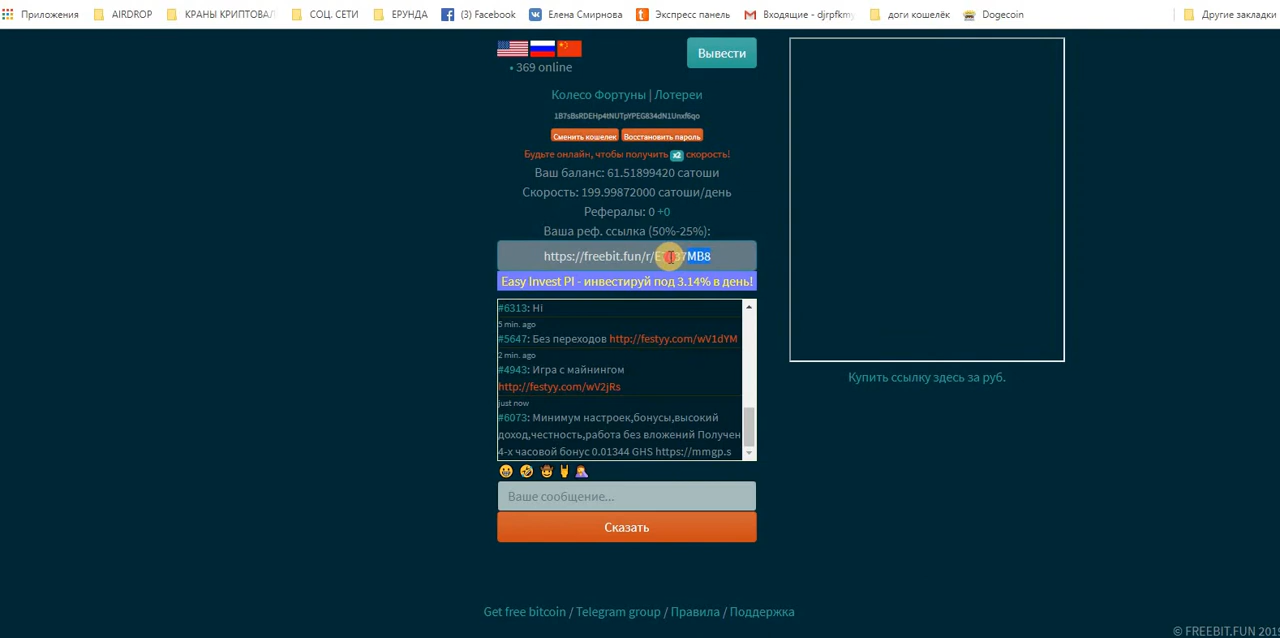 Приложения AIRDROP КРАНЫ КРИПТОВАЛ СОЦ. СЕТИ ЕРУНДА (3) Facebook Елена Смирнова Экспресс панель Входящие - djrpfkmy доги кошелёк Dogecoin Другие закладки
• 369 online
Вывести
Колесо Фортуны | Лотереи
1B7sBsRDEHp4tNUTpYPEG834dN1Unxf6qo
Сменить кошелек Восстановить пароль
Будьте онлайн, чтобы получить x2 скорость!
Ваш баланс: 61.51899420 сатоши
Скорость: 199.99872000 сатоши/день
Рефералы: 0 +0
Ваша реф. ссылка (50%-25%):
https://freebit.fun/r/
Easy Invest PI - инвестируй под 3.14% в день!
#6313: Hi
5 min. ago
#5647: Без переходов http://festyy.com/wV1dYM
2 min. ago
#4943: Игра с майнингом
http://festyy.com/wV2jRs
just now
#6073: Минимум настроек,бонусы,высокий
доход,честность,работа без вложений Получен
4-х часовой бонус 0.01344 GHS https://mmgp.s
Ваше сообщение...
Сказать
Купить ссылку здесь за руб.
Get free bitcoin / Telegram group / Правила / Поддержка
© FREEBIT.FUN